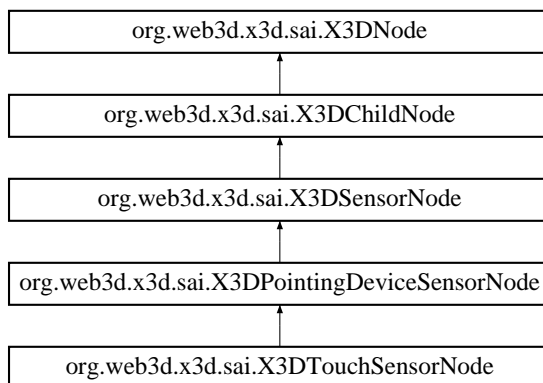 org.web3d.x3d.sai.X3DNode
org.web3d.x3d.sai.X3DChildNode
org.web3d.x3d.sai.X3DSensorNode
org.web3d.x3d.sai.X3DPointingDeviceSensorNode
org.web3d.x3d.sai.X3DTouchSensorNode